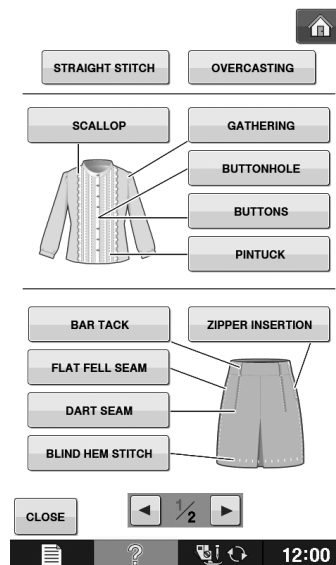 STRAIGHT STITCH
OVERCASTING
SCALLOP
GATHERING
BUTTONHOLE
BUTTONS
PINTUCK
BAR TACK
ZIPPER INSERTION
FLAT FELL SEAM
DART SEAM
BLIND HEM STITCH
CLOSE
1/2
?
12:00